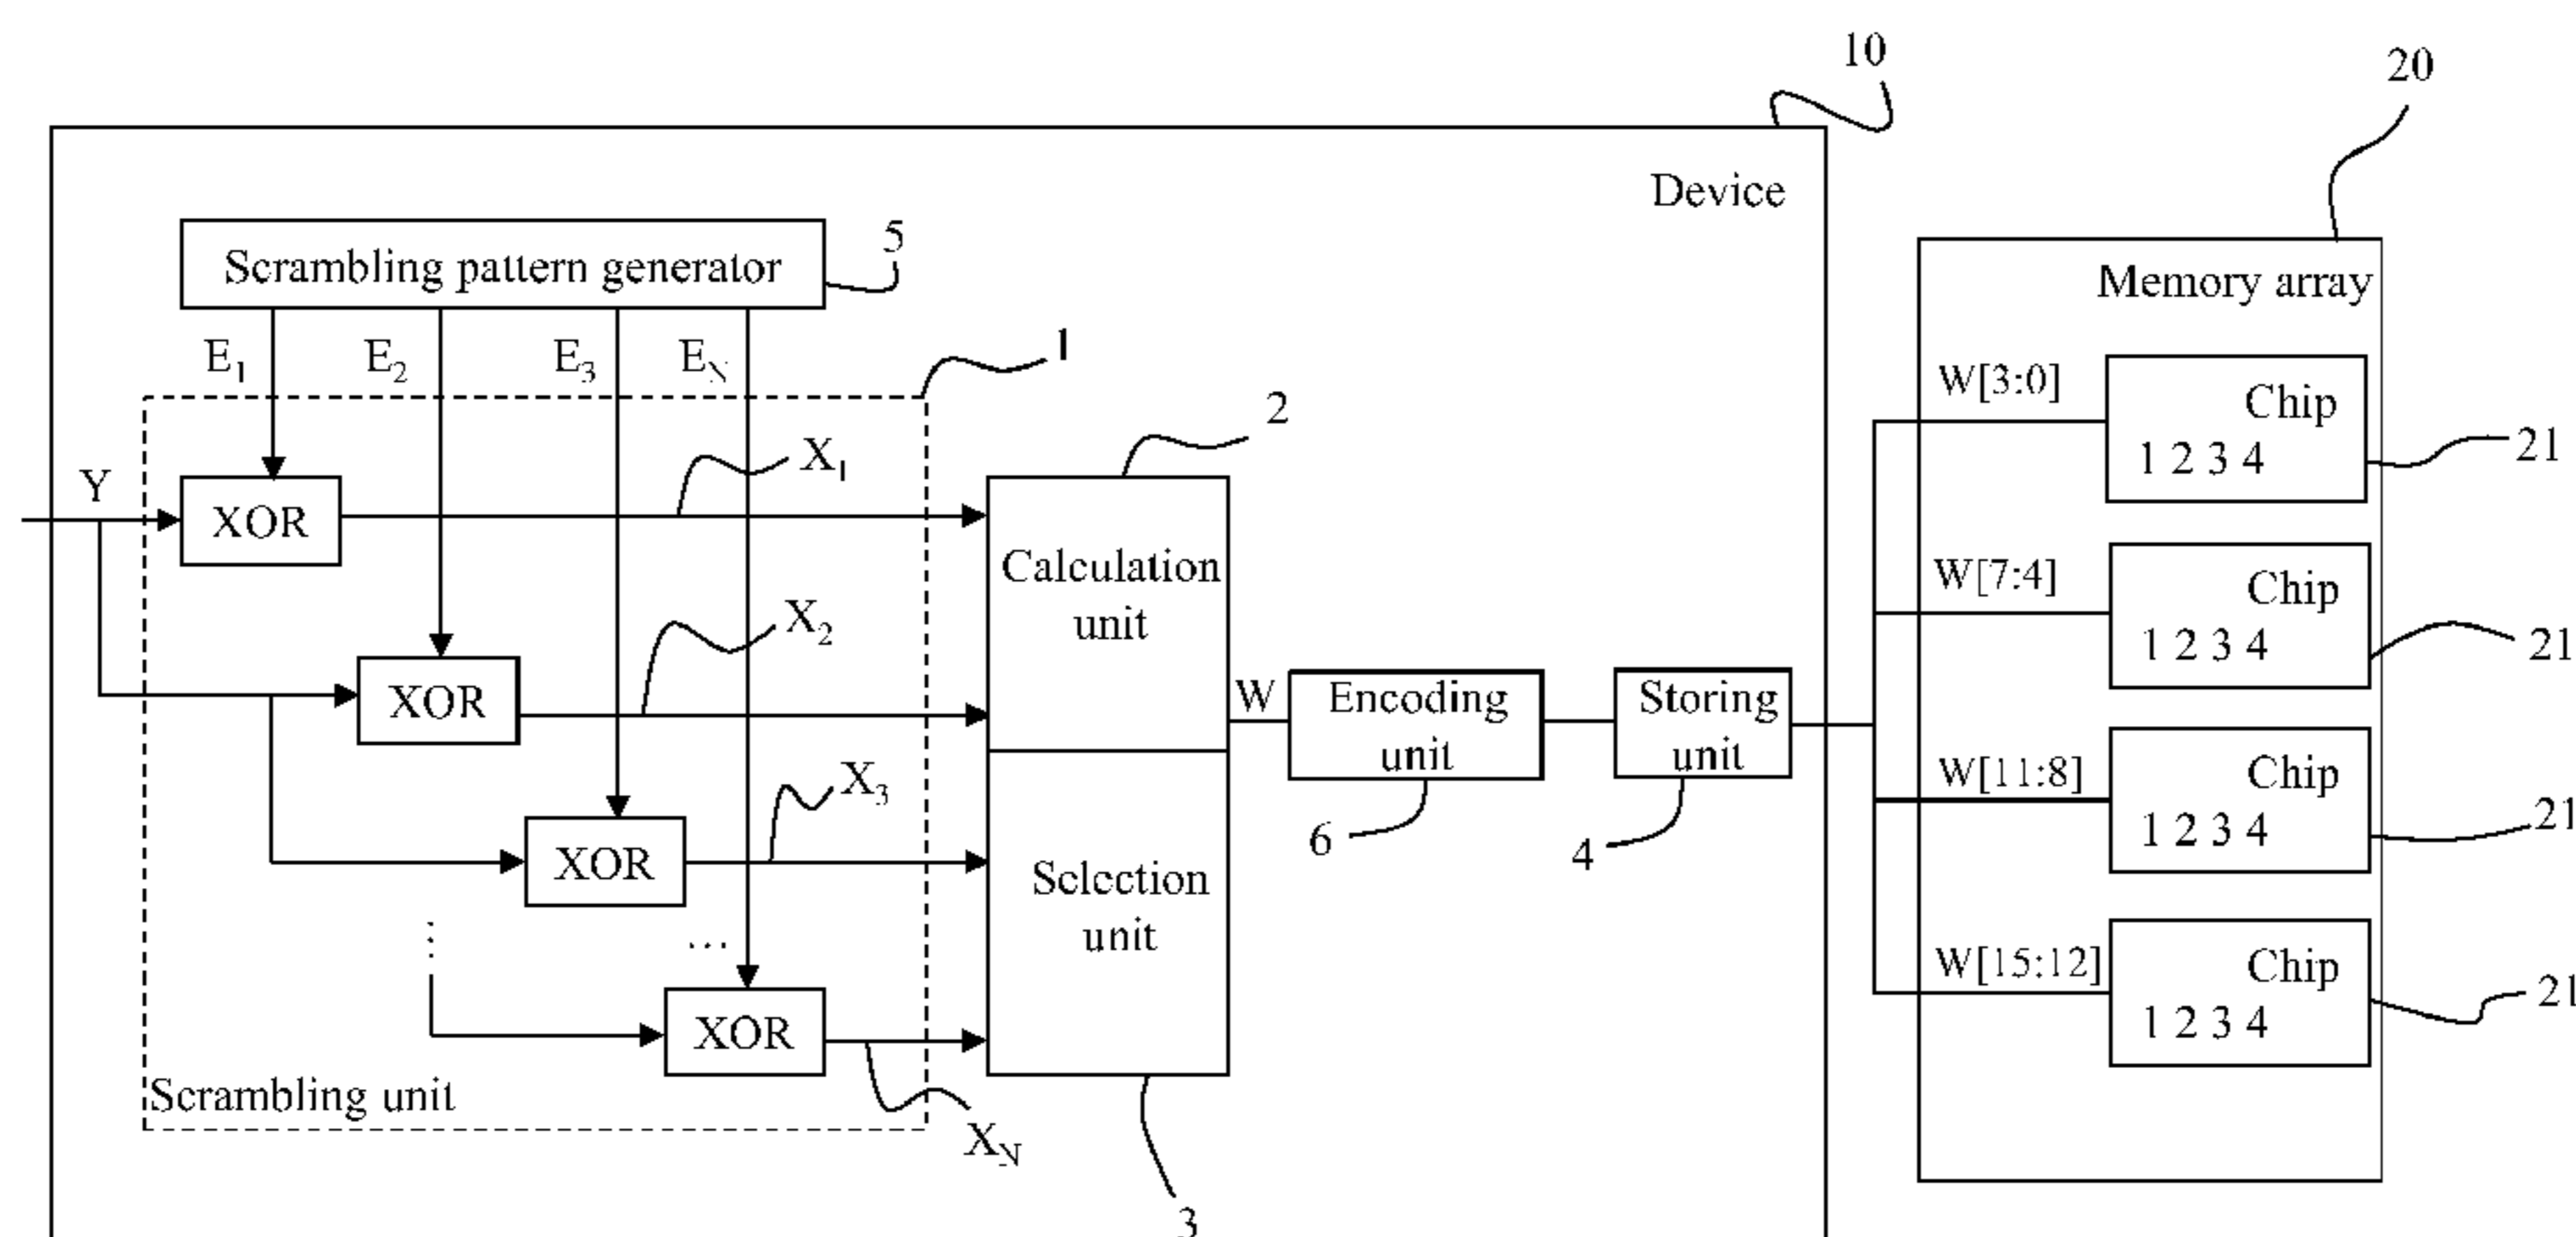 10
20
Device
5
Scrambling pattern generator
Memory array
E1 E2 E3 EN
1
W[3:0]
Chip
1 2 3 4
21
2
X1
Y
XOR
Calculation
unit
W[7:4]
Chip
1 2 3 4
21
X2
XOR
W
Encoding
unit
6
Storing
unit
4
X3
XOR
Selection
unit
W[11:8]
Chip
1 2 3 4
21
⋮
...
XOR
W[15:12]
Chip
1 2 3 4
21
Scrambling unit
XN
3